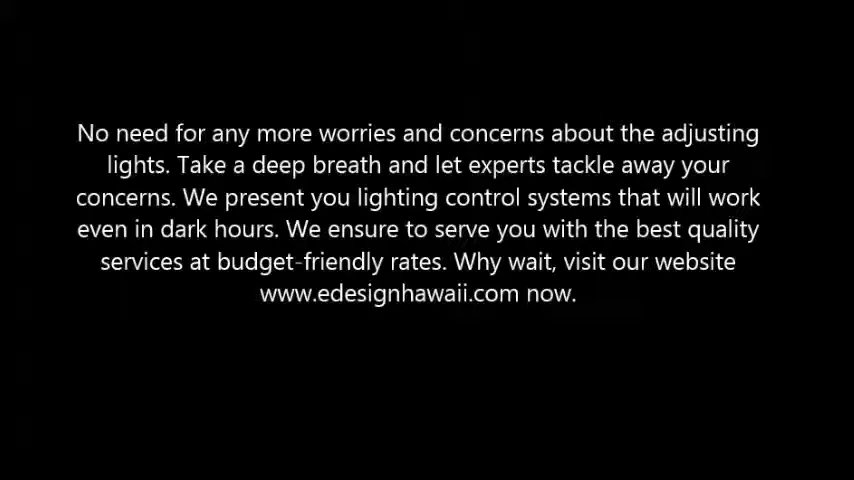 No need for any more worries and concerns about the adjusting
lights. Take a deep breath and let experts tackle away your
concerns. We present you lighting control systems that will work
even in dark hours. We ensure to serve you with the best quality
services at budget-friendly rates. Why wait, visit our website
www.edesignhawaii.com now.